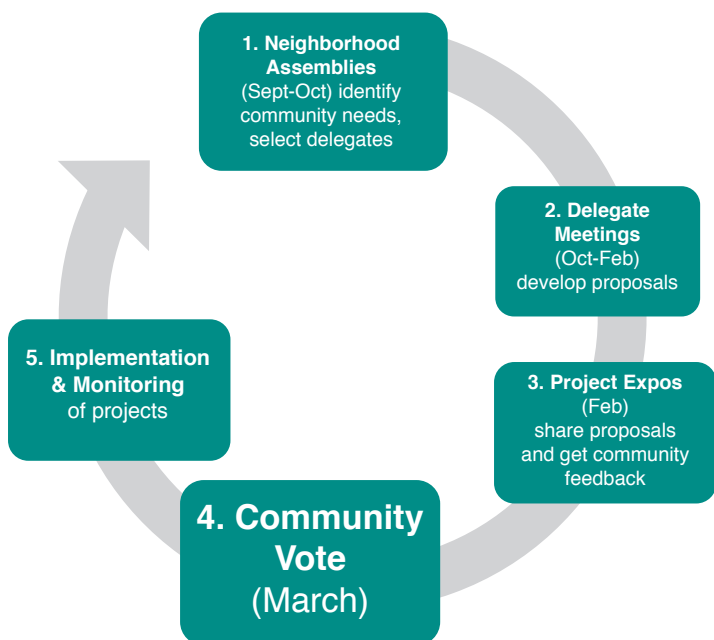 1. Neighborhood
Assemblies
(Sept-Oct) identify
community needs,
select delegates
2. Delegate
Meetings
(Oct-Feb)
develop proposals
3. Project Expos
(Feb)
share proposals
and get community
feedback
4. Community
Vote
(March)
5. Implementation
& Monitoring
of projects